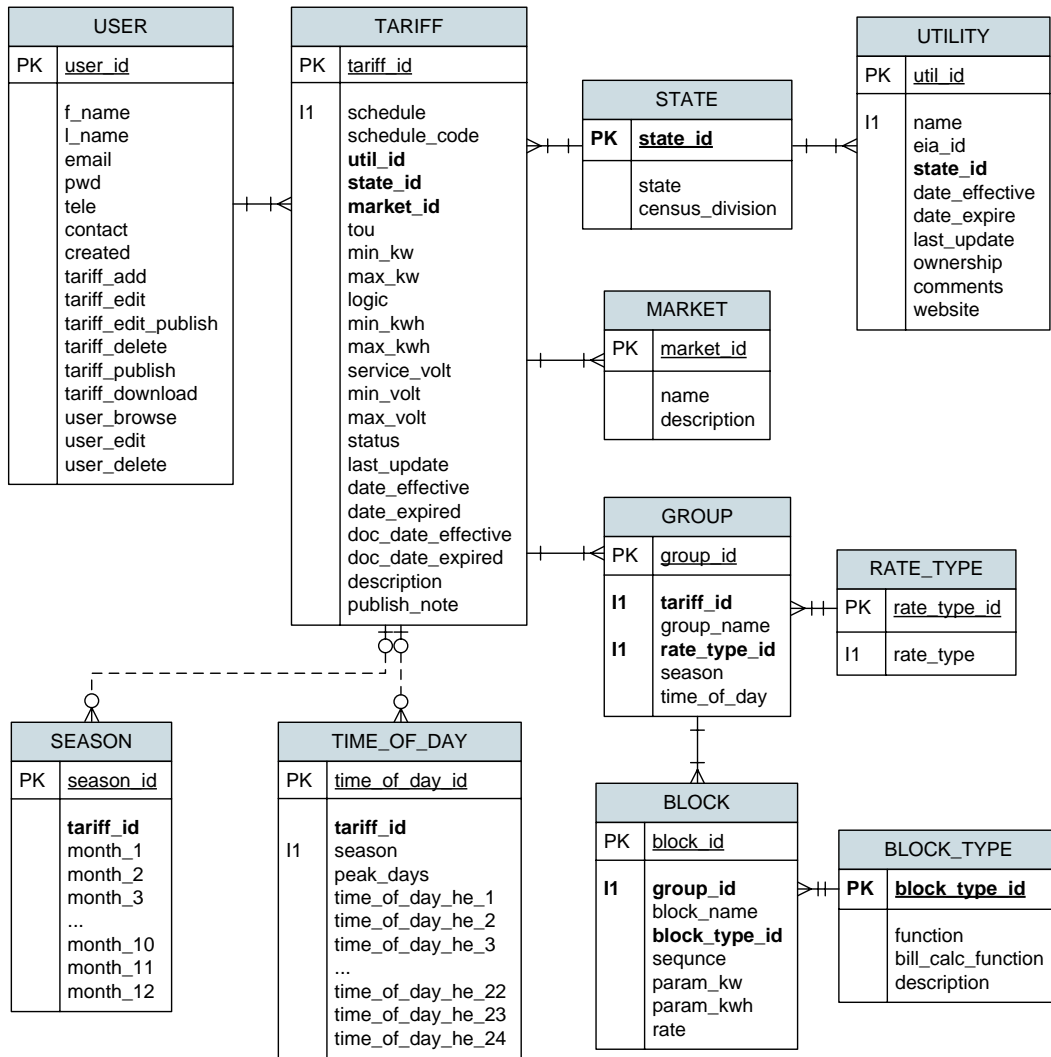 USER
PK user_id
f_name
l_name
email
pwd
tele
contact
created
tariff_add
tariff_edit
tariff_edit_publish
tariff_delete
tariff_publish
tariff_download
user_browse
user_edit
user_delete
TARIFF
PK tariff_id
I1 schedule
schedule_code
util_id
state_id
market_id
tou
min_kw
max_kw
logic
min_kwh
max_kwh
service_volt
min_volt
max_volt
status
last_update
date_effective
date_expired
doc_date_effective
doc_date_expired
description
publish_note
STATE
PK state_id
state
census_division
UTILITY
PK util_id
I1 name
eia_id
state_id
date_effective
date_expire
last_update
ownership
comments
website
MARKET
PK market_id
name
description
GROUP
PK group_id
I1 tariff_id
group_name
I1 rate_type_id
season
time_of_day
RATE_TYPE
PK rate_type_id
I1 rate_type
SEASON
PK season_id
tariff_id
month_1
month_2
month_3
...
month_10
month_11
month_12
TIME_OF_DAY
PK time_of_day_id
tariff_id
I1 season
peak_days
time_of_day_he_1
time_of_day_he_2
time_of_day_he_3
...
time_of_day_he_22
time_of_day_he_23
time_of_day_he_24
BLOCK
PK block_id
I1 group_id
block_name
block_type_id
sequnce
param_kw
param_kwh
rate
BLOCK_TYPE
PK block_type_id
function
bill_calc_function
description